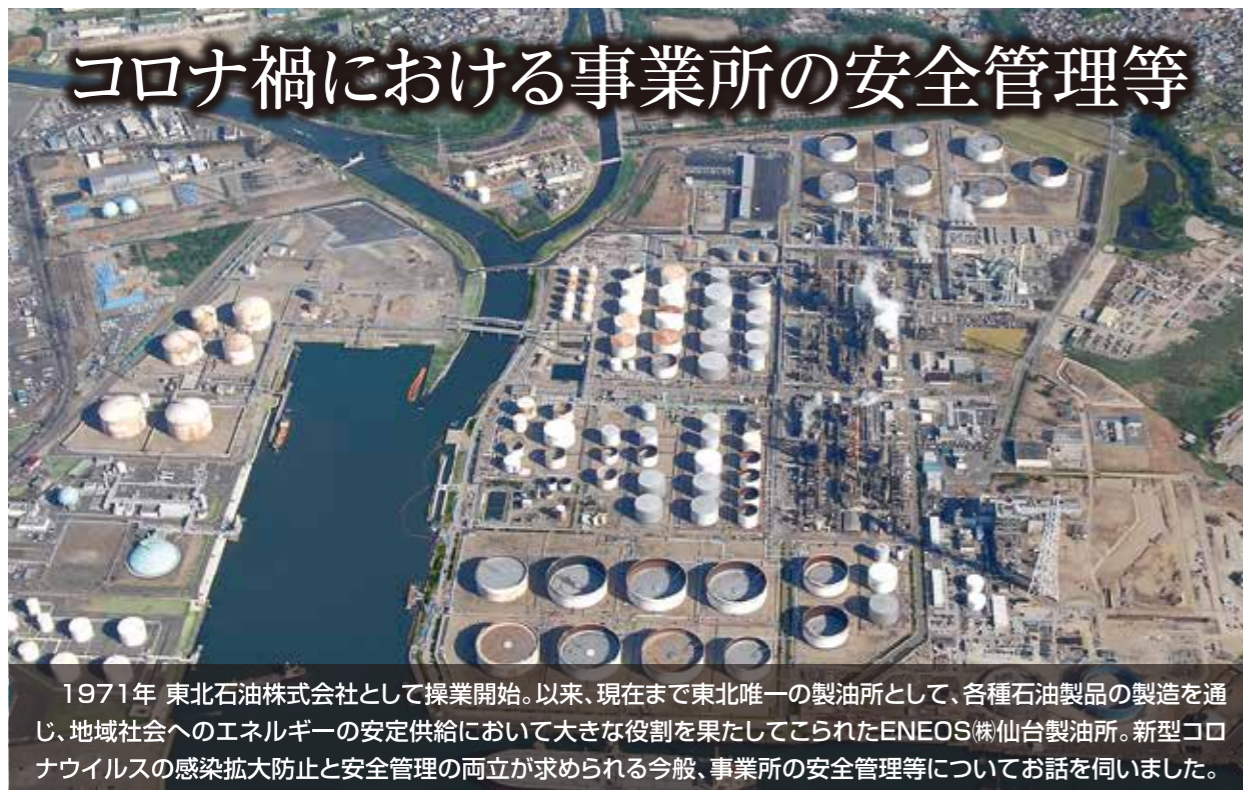 コロナ禍における事業所の安全管理等
1971年 東北石油株式会社として操業開始。以来、現在まで東北唯一の製油所として、各種石油製品の製造を通
じ、地域社会へのエネルギーの安定供給において大きな役割を果たしてこられたENEOS㈱仙台製油所。新型コロ
ナウイルスの感染拡大防止と安全管理の両立が求められる今般、事業所の安全管理等についてお話を伺いました。